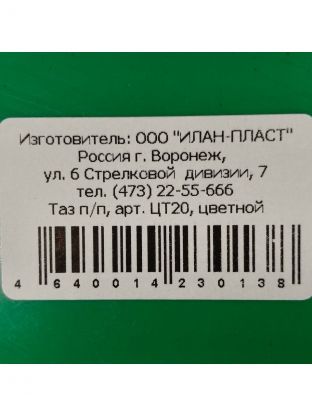 Изготовитель: ООО "ИЛАН-ПЛАСТ"
Россия г. Воронеж,
ул. 6 Стрелковой дивизии, 7
тел. (473) 22-55-666
Таз п/п, арт. ЦТ20, цветной
4 640014 230138